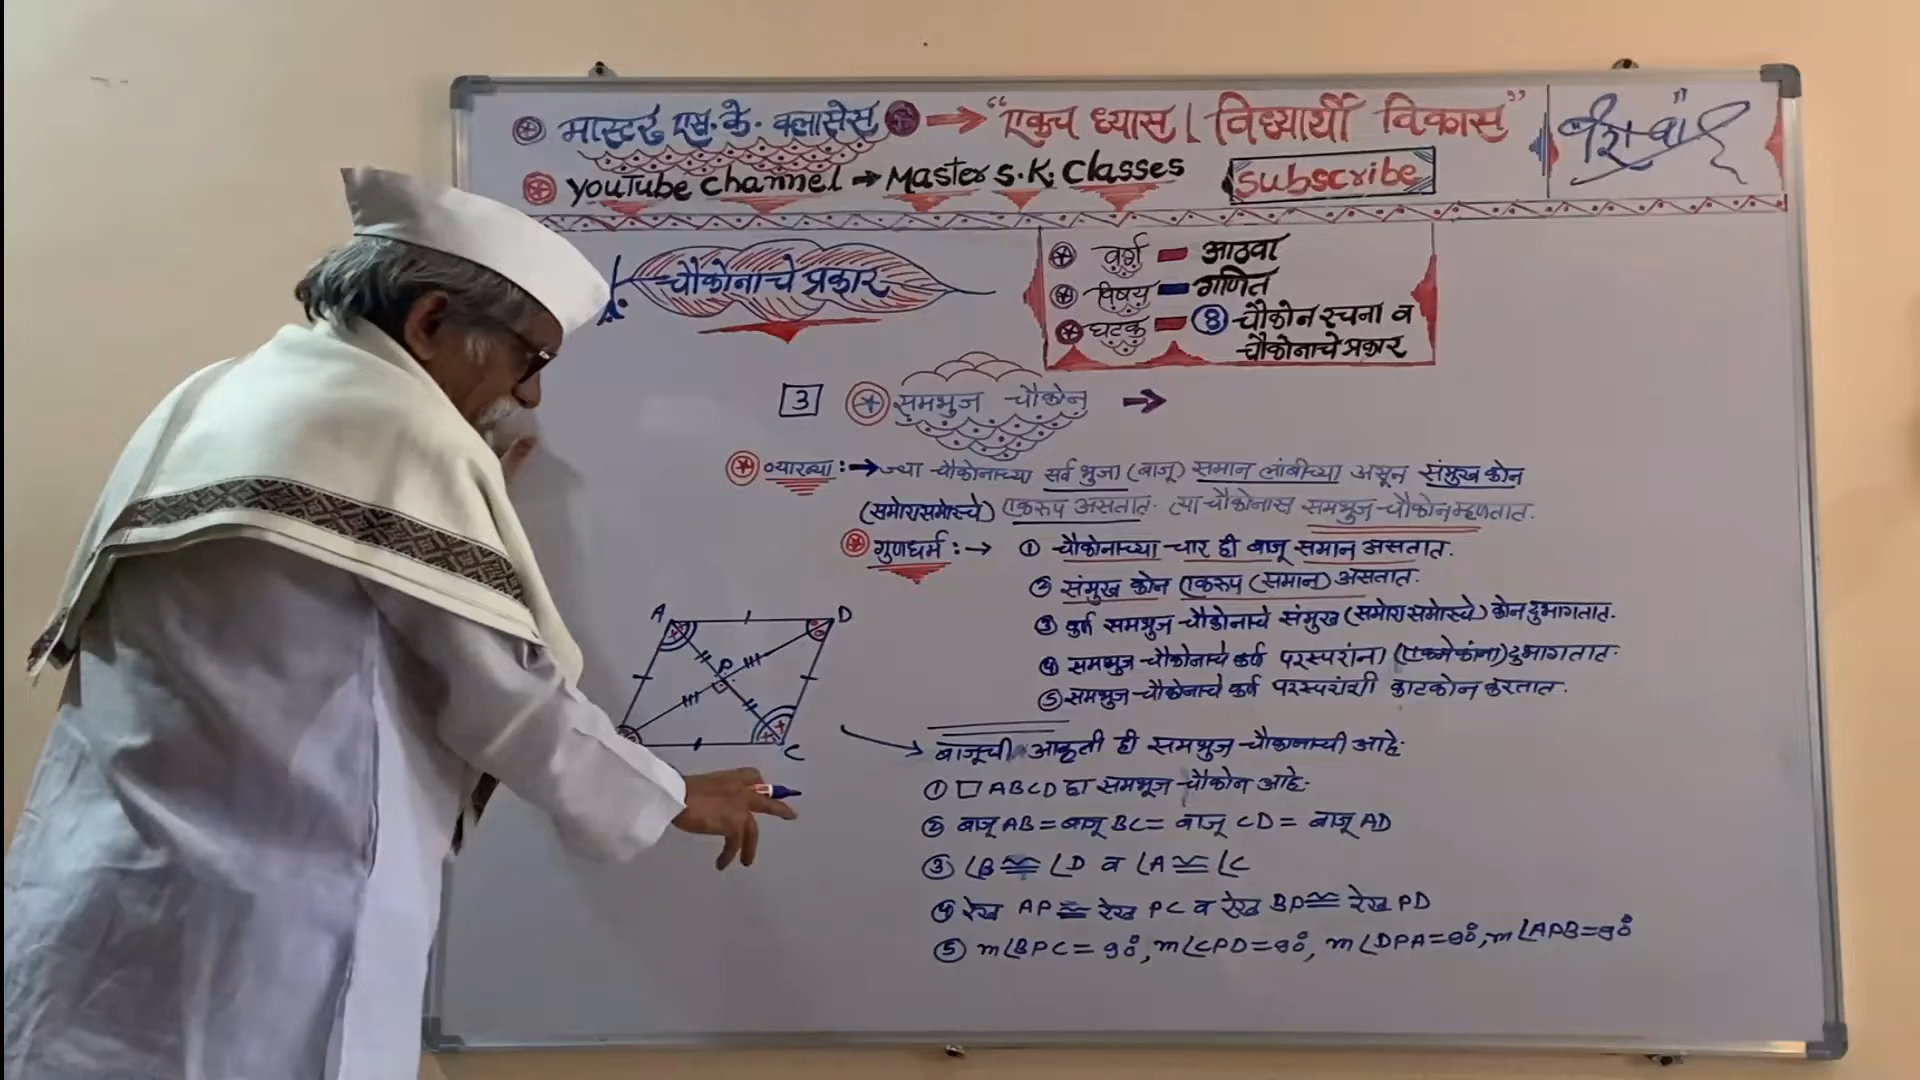 मास्टर एस.के. क्लासेस → "एकच ध्यास | विद्यार्थी विकास"
YouTube Channel → Master S.K. Classes Subscribe
चौकोनाचे प्रकार
वर्ग - आठवा
विषय - गणित
घटक - 8 चौकोन रचना व
चौकोनाचे प्रकार
3 समभुज चौकोन →
व्याख्या :→ ज्या चौकोनाच्या सर्व भुजा (बाजू) समान लांबीच्या असून संमुख कोन
(समोरासमोरचे) एकरूप असतात. त्या चौकोनास समभुज चौकोन म्हणतात.
गुणधर्म :→ ① चौकोनाच्या चार ही बाजू समान असतात.
② संमुख कोन एकरूप (समान) असतात.
③ कर्ण समभुज चौकोनाचे संमुख (समोरासमोरचे) कोन दुभागतात.
④ समभुज चौकोनाचे कर्ण परस्परांना (एकमेकांना) दुभागतात.
⑤ समभुज चौकोनाचे कर्ण परस्परांशी काटकोन करतात.
A D
P
C
बाजूची आकृती ही समभुज चौकोनाची आहे.
① □ ABCD हा समभूज चौकोन आहे.
② बाजू AB = बाजू BC = बाजू CD = बाजू AD
③ ∠B ≅ ∠D व ∠A ≅ ∠C
④ रेख AP ≅ रेख PC व रेख BP ≅ रेख PD
⑤ m∠BPC = 90°, m∠CPD = 90°, m∠DPA = 90°, m∠APB = 90°